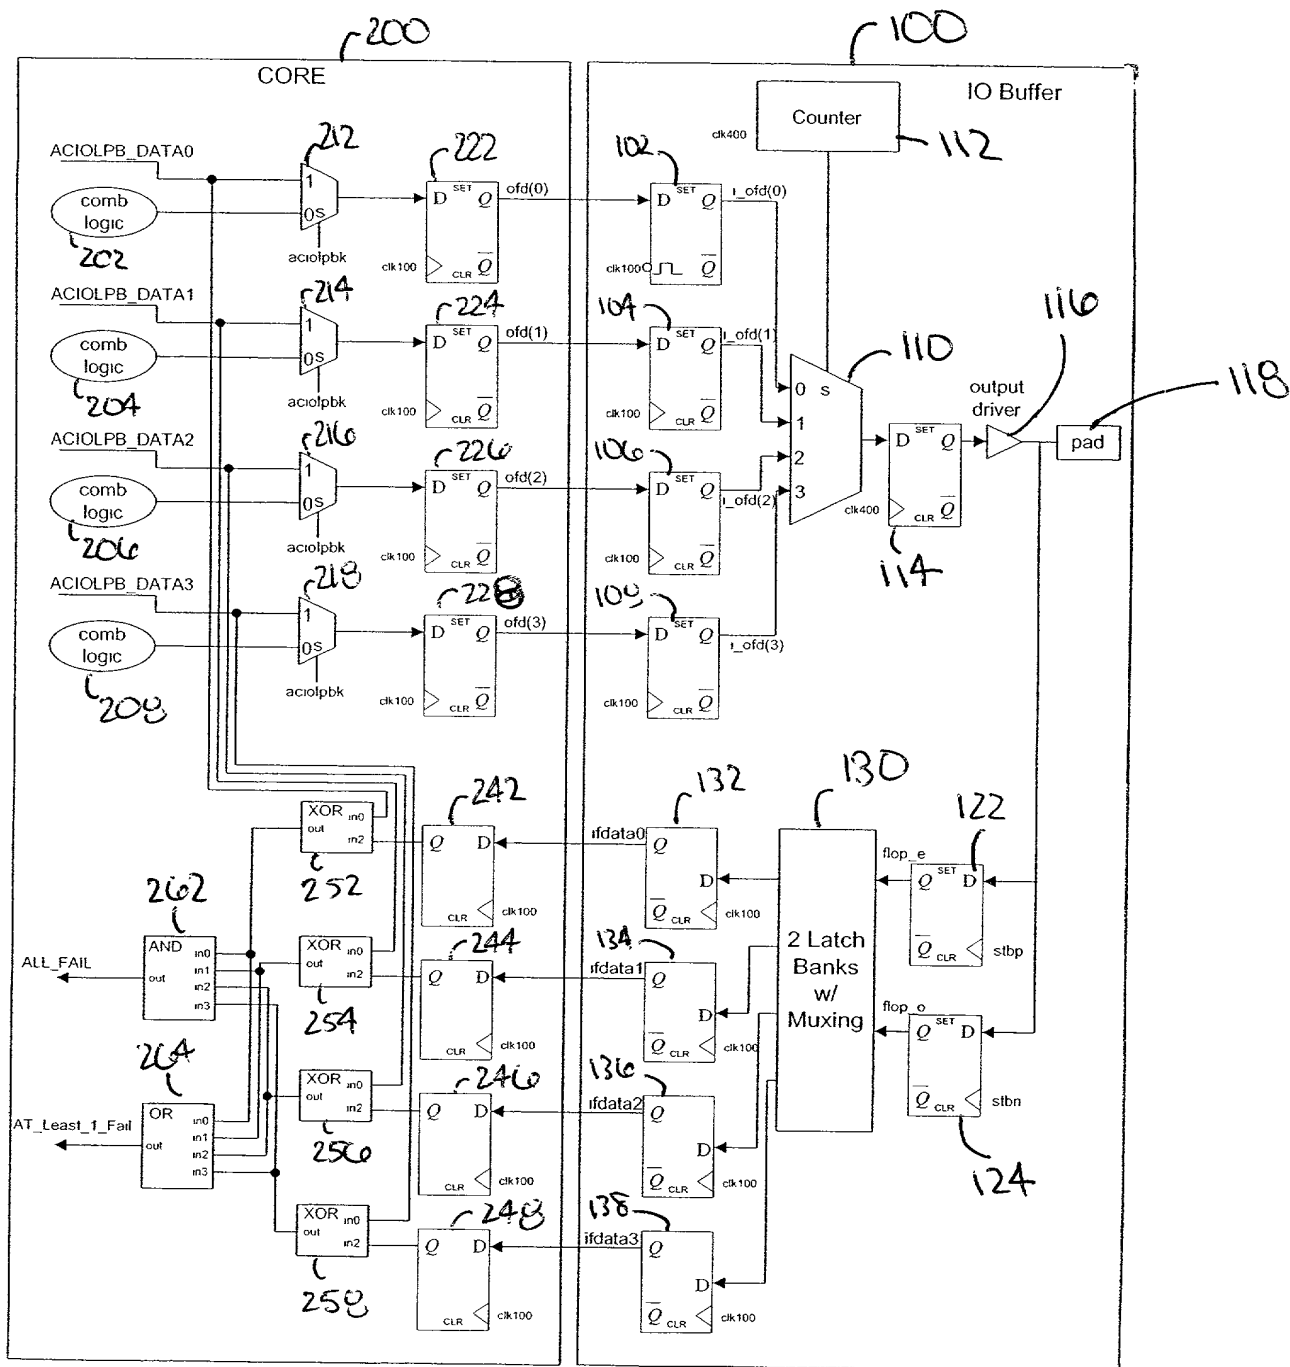 200
100
CORE
IO Buffer
Counter
clk400
112
ACIOLPB_DATA0
212
222
102
comb
logic
202
1
0
S
aciolpbk
D
SET
Q
Q
CLR
clk100
ofd(0)
D
SET
Q
Q
clk100
i_ofd(0)
ACIOLPB_DATA1
214
224
104
comb
logic
204
1
0
S
aciolpbk
D
SET
Q
Q
CLR
clk100
ofd(1)
D
SET
Q
Q
CLR
clk100
i_ofd(1)
110
116
118
0
S
1
2
3
output
driver
pad
D
SET
Q
Q
CLR
clk400
114
ACIOLPB_DATA2
216
226
106
comb
logic
206
1
0
S
aciolpbk
D
SET
Q
Q
CLR
clk100
ofd(2)
D
SET
Q
Q
CLR
clk100
i_ofd(2)
ACIOLPB_DATA3
218
228
108
comb
logic
208
1
0
S
aciolpbk
D
SET
Q
Q
CLR
clk100
ofd(3)
D
SET
Q
Q
CLR
clk100
i_ofd(3)
XOR
in0
out
in2
252
242
Q
D
CLR
clk100
ifdata0
132
Q
D
Q
CLR
clk100
130
2 Latch
Banks
w/
Muxing
flop_e
122
Q
SET
D
Q
CLR
stbp
262
AND
in0
in1
in2
in3
out
ALL_FAIL
XOR
in0
out
in2
254
244
Q
D
CLR
clk100
ifdata1
134
Q
D
Q
CLR
clk100
flop_o
Q
SET
D
Q
CLR
stbn
124
264
OR
in0
in1
in2
in3
out
AT_Least_1_Fail
XOR
in0
out
in2
256
246
Q
D
CLR
clk100
ifdata2
136
Q
D
Q
CLR
clk100
XOR
in0
out
in2
258
248
Q
D
CLR
clk100
ifdata3
138
Q
D
Q
CLR
clk100